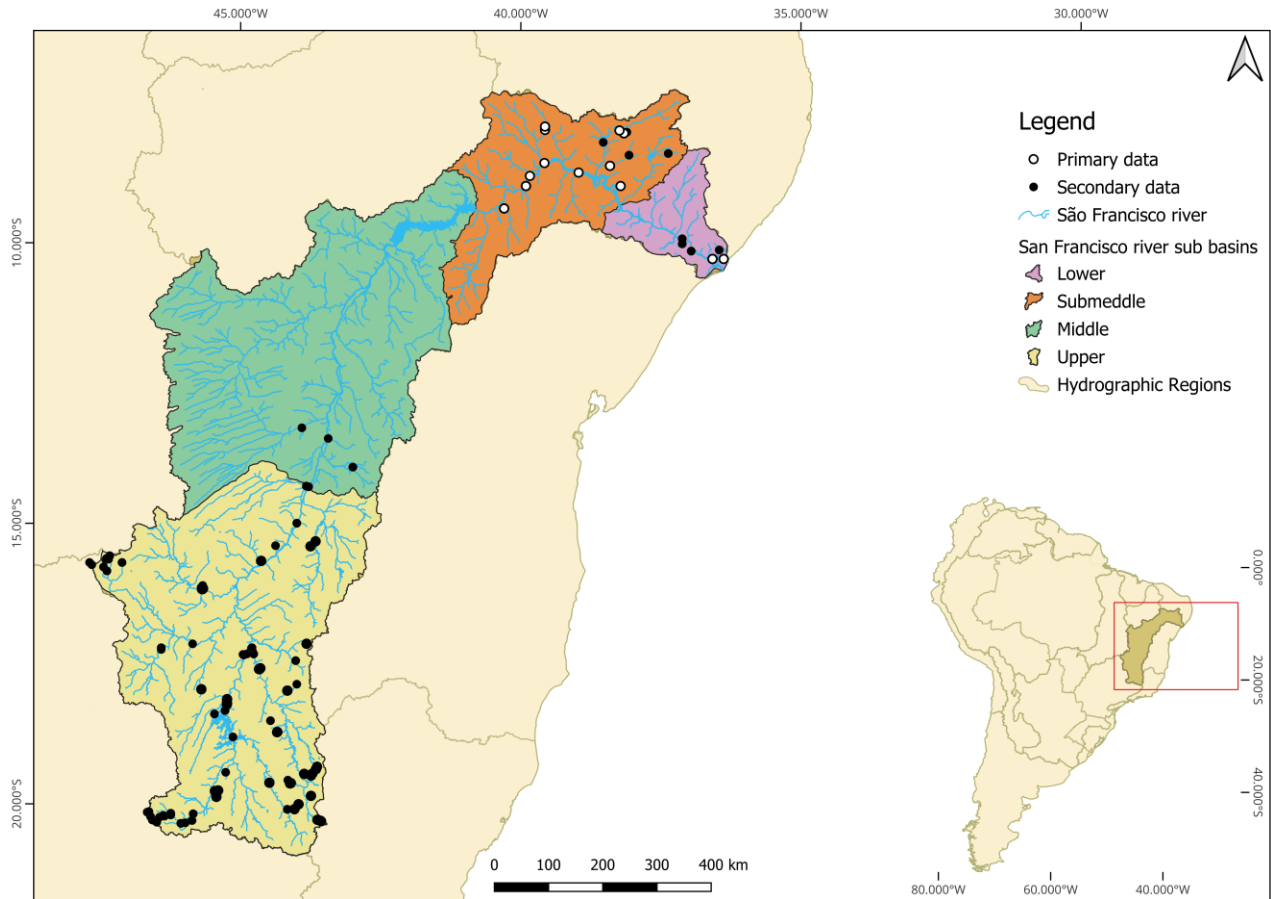 45.000°W 40.000°W 35.000°W 30.000°W
Legend
Primary data
Secondary data
São Francisco river
San Francisco river sub basins
Lower
Submeddle
Middle
Upper
Hydrographic Regions
10.000°S
15.000°S
20.000°S
0.000°
20.000°S
40.000°S
0 100 200 300 400 km
80.000°W 60.000°W 40.000°W